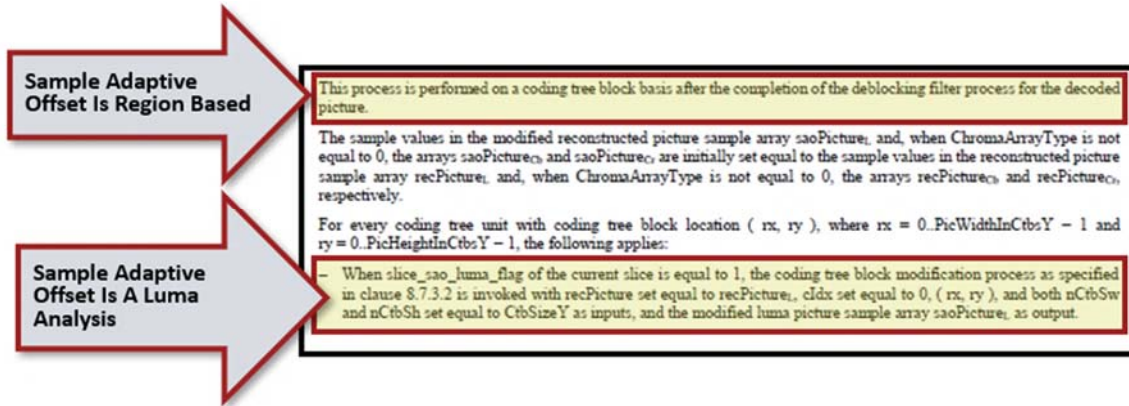 Sample Adaptive
Offset Is Region Based
This process is performed on a coding tree block basis after the completion of the deblocking filter process for the decoded
picture.
The sample values in the modified reconstructed picture sample array saoPictureL and, when ChromaArrayType is not
equal to 0, the arrays saoPictureCb and saoPictureCr are initially set equal to the sample values in the reconstructed picture
sample array recPictureL and, when ChromaArrayType is not equal to 0, the arrays recPictureCb and recPictureCr,
respectively.
For every coding tree unit with coding tree block location ( rx, ry ), where rx = 0..PicWidthInCtbsY − 1 and
ry = 0..PicHeightInCtbsY − 1, the following applies:
Sample Adaptive
Offset Is A Luma
Analysis
– When slice_sao_luma_flag of the current slice is equal to 1, the coding tree block modification process as specified
in clause 8.7.3.2 is invoked with recPicture set equal to recPictureL, cIdx set equal to 0, ( rx, ry ), and both nCtbSw
and nCtbSh set equal to CtbSizeY as inputs, and the modified luma picture sample array saoPictureL as output.